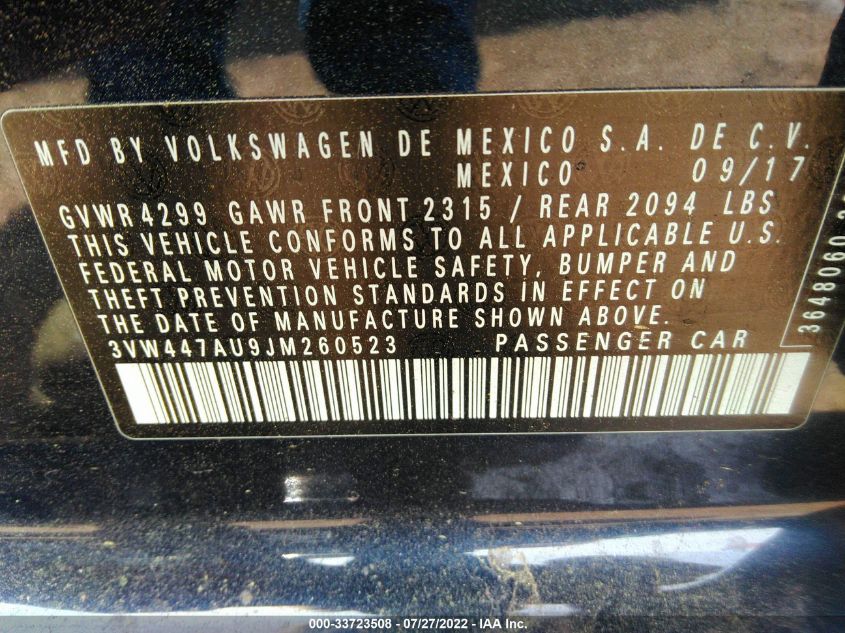 MFD BY VOLKSWAGEN DE MEXICO S.A. DE C.V.
MEXICO 09/17
GVWR 4299 GAWR FRONT 2315 / REAR 2094 LBS
THIS VEHICLE CONFORMS TO ALL APPLICABLE U.S.
FEDERAL MOTOR VEHICLE SAFETY, BUMPER AND
THEFT PREVENTION STANDARDS IN EFFECT ON
THE DATE OF MANUFACTURE SHOWN ABOVE.
3VW447AU9JM260523 PASSENGER CAR
3648060
000-33723508 - 07/27/2022 - IAA Inc.